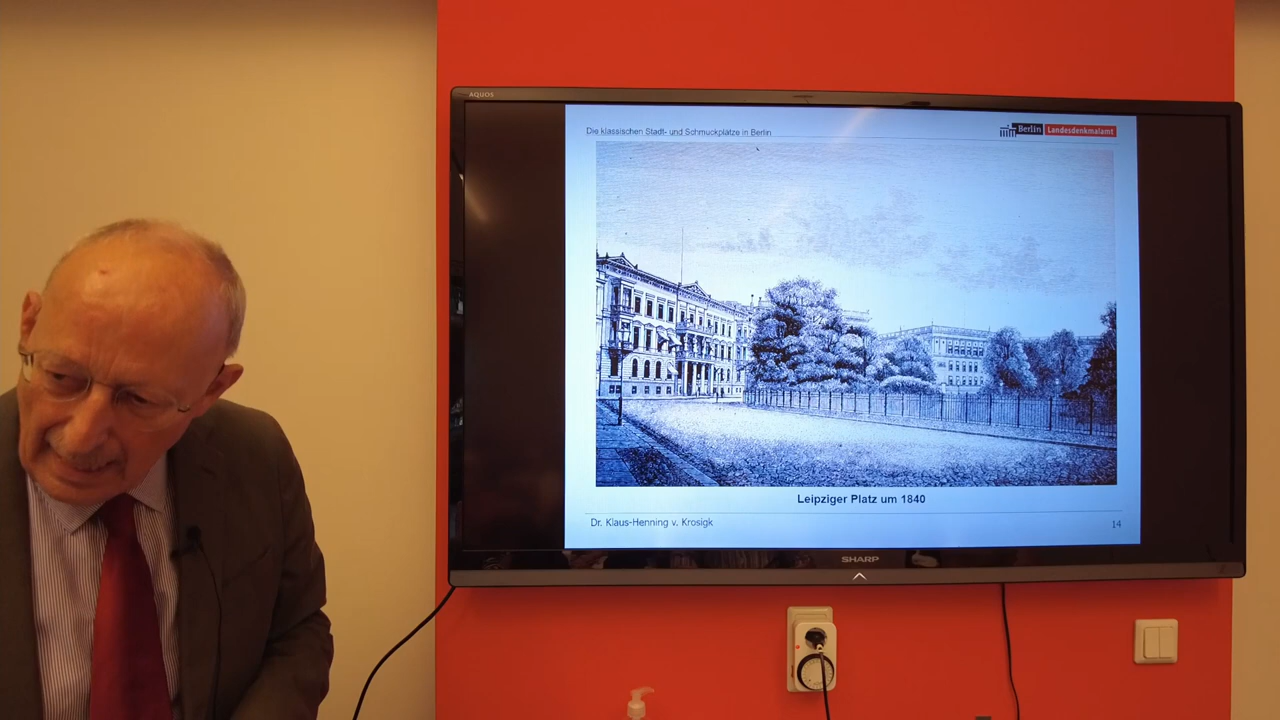 AQUOS
Die klassischen Stadt- und Schmuckplätze in Berlin
Berlin Landesdenkmalamt
Leipziger Platz um 1840
Dr. Klaus-Henning v. Krosigk
14
SHARP